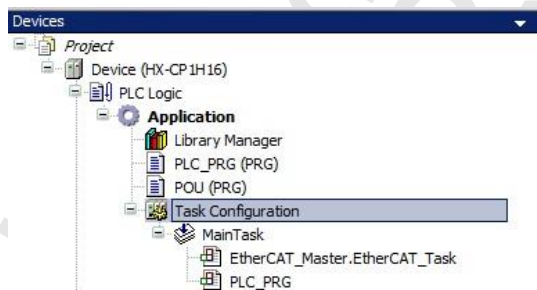 Devices
Project
Device (HX-CP1H16)
PLC Logic
Application
Library Manager
PLC_PRG (PRG)
POU (PRG)
Task Configuration
MainTask
EtherCAT_Master.EtherCAT_Task
PLC_PRG